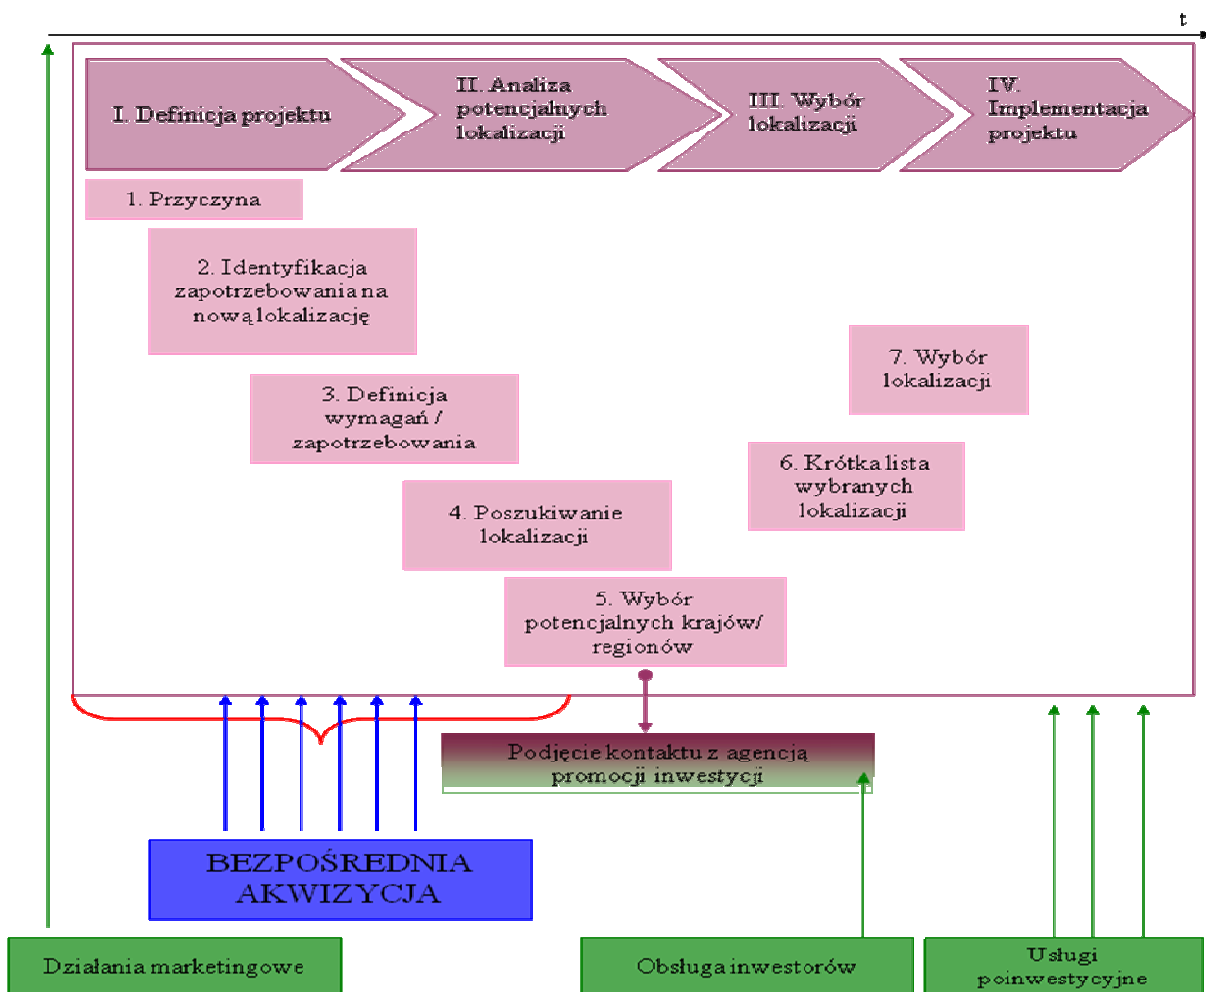 t
I. Definicja projektu
II. Analiza
potencjalnych
lokalizacji
III. Wybór
lokalizacji
IV.
Implementacja
projektu
1. Przyczyna
2. Identyfikacja
zapotrzebowania na
nową lokalizację
3. Definicja
wymagań /
zapotrzebowania
4. Poszukiwanie
lokalizacji
5. Wybór
potencjalnych krajów/
regionów
6. Krótka lista
wybranych
lokalizacji
7. Wybór
lokalizacji
Podjęcie kontaktu z agencją
promocji inwestycji
BEZPOŚREDNIA
AKWIZYCJA
Działania marketingowe
Obsługa inwestorów
Usługi
poinwestycyjne